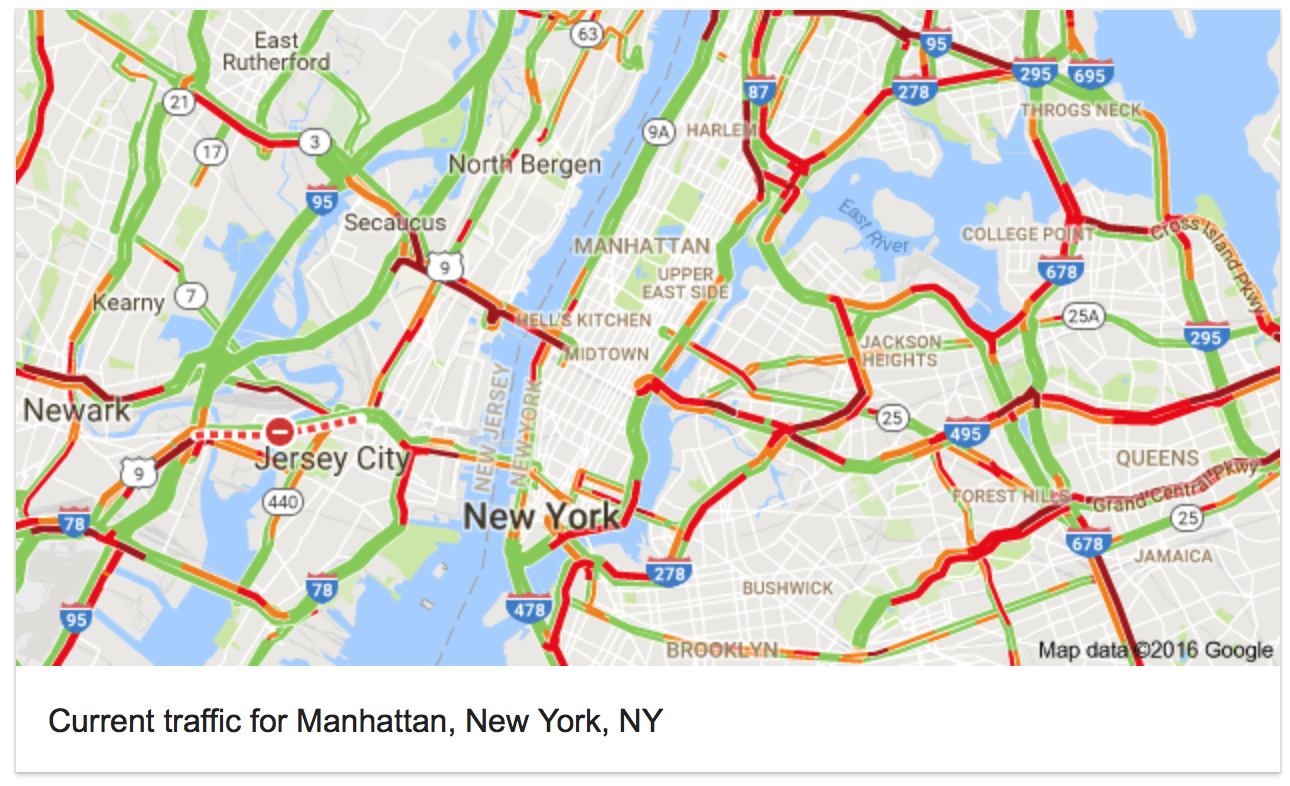 63
95
East
Rutherford
295
695
87
278
21
THROGS NECK
9A
HARLEM
3
17
North Bergen
95
East River
Secaucus
COLLEGE POINT
Cross Island Pkwy
MANHATTAN
9
678
UPPER
EAST SIDE
7
Kearny
25A
HELL'S KITCHEN
295
JACKSON
HEIGHTS
MIDTOWN
NEW JERSEY
NEW YORK
Newark
25
495
Jersey City
QUEENS
9
Grand Central Pkwy
440
FOREST HILLS
New York
25
78
678
JAMAICA
278
78
BUSHWICK
478
95
BROOKLYN
Map data ©2016 Google
Current traffic for Manhattan, New York, NY